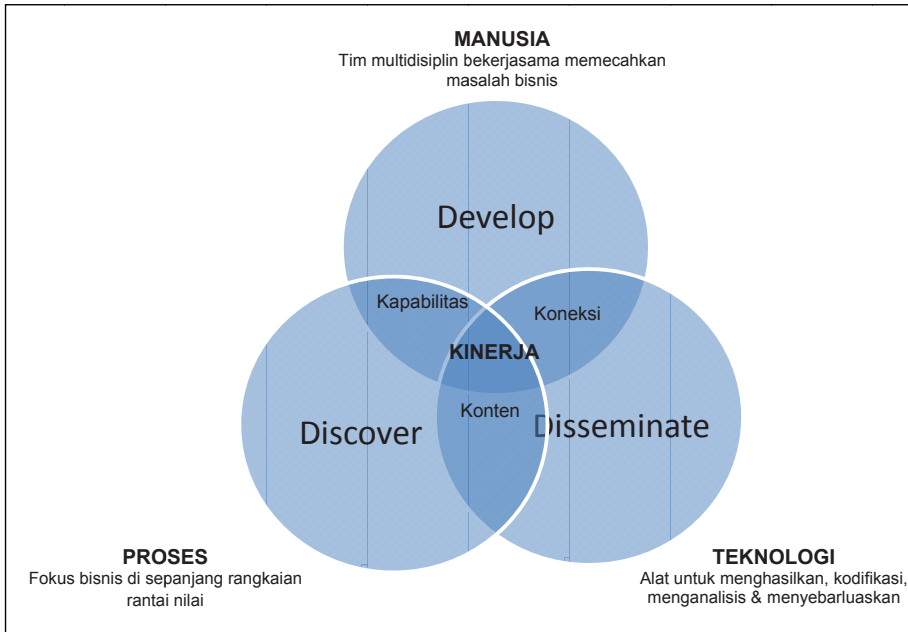 MANUSIA
Tim multidisiplin bekerjasama memecahkan
masalah bisnis
Develop
Kapabilitas
Koneksi
KINERJA
Konten
Discover
Disseminate
PROSES
Fokus bisnis di sepanjang rangkaian
rantai nilai
TEKNOLOGI
Alat untuk menghasilkan, kodifikasi,
menganalisis & menyebarluaskan